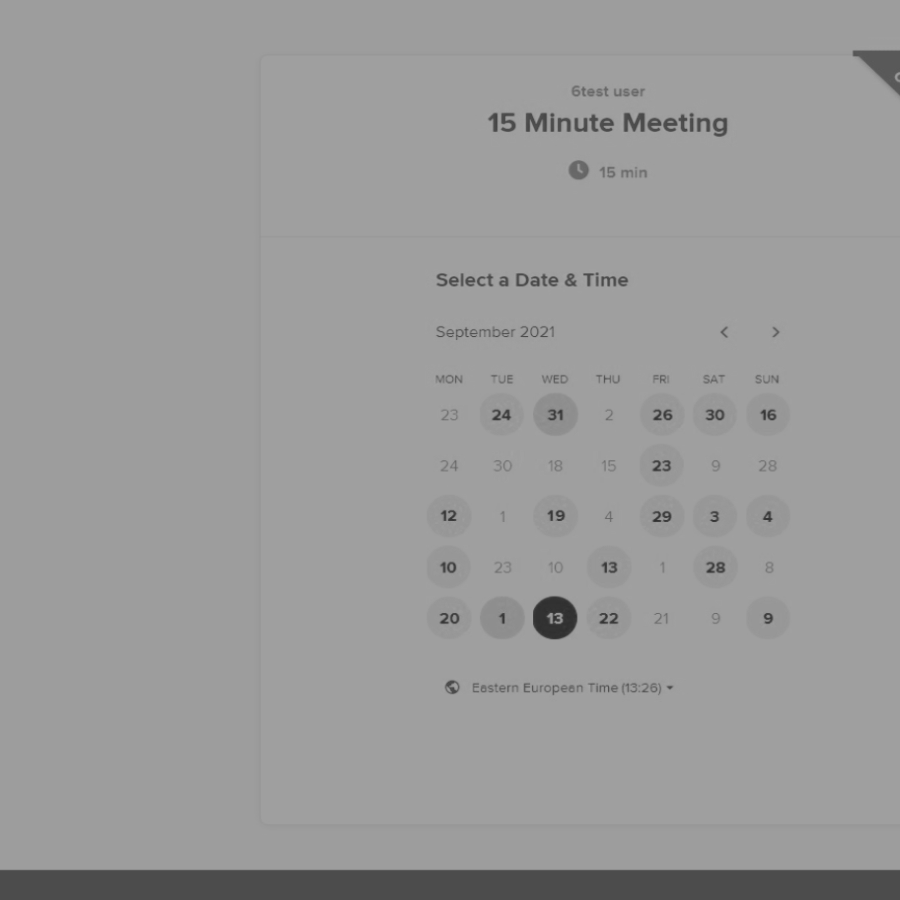 6test user
15 Minute Meeting
15 min
Select a Date & Time
September 2021
MON TUE WED THU FRI SAT SUN
23 24 31 2 26 30 16
24 30 18 15 23 9 28
12 1 19 4 29 3 4
10 23 10 13 1 28 8
20 1 13 22 21 9 9
Eastern European Time (13:26)